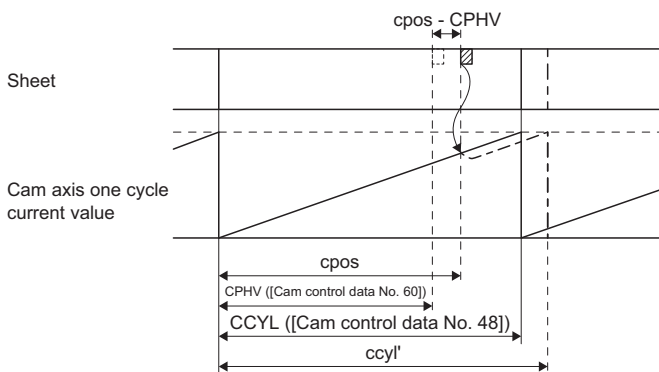 cpos - CPHV
Sheet
Cam axis one cycle
current value
cpos
CPHV ([Cam control data No. 60])
CCYL ([Cam control data No. 48])
ccyl'